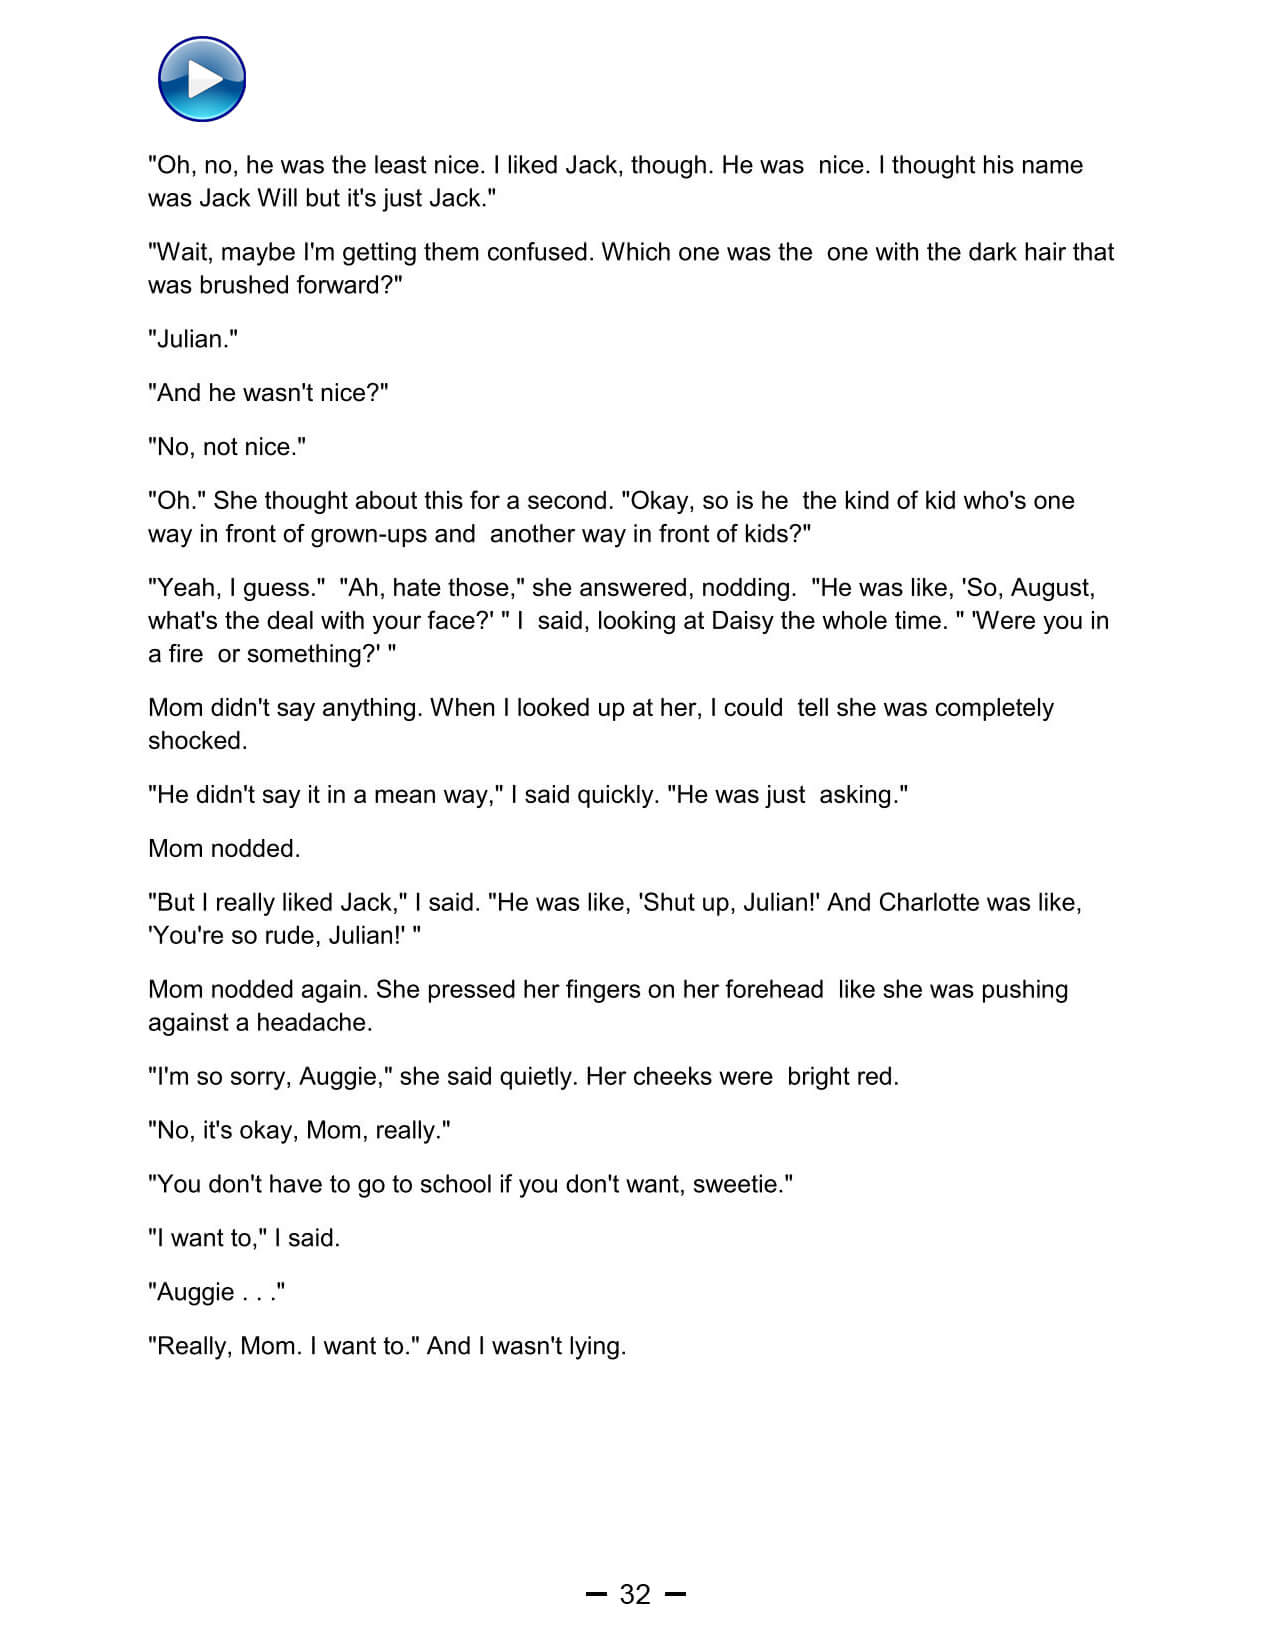 "Oh, no, he was the least nice. I liked Jack, though. He was  nice. I thought his name
was Jack Will but it's just Jack."
"Wait, maybe I'm getting them confused. Which one was the  one with the dark hair that
was brushed forward?"
"Julian."
"And he wasn't nice?"
"No, not nice."
"Oh." She thought about this for a second. "Okay, so is he  the kind of kid who's one
way in front of grown-ups and  another way in front of kids?"
"Yeah, I guess."  "Ah, hate those," she answered, nodding.  "He was like, 'So, August,
what's the deal with your face?' " I  said, looking at Daisy the whole time. " 'Were you in
a fire  or something?' "
Mom didn't say anything. When I looked up at her, I could  tell she was completely
shocked.
"He didn't say it in a mean way," I said quickly. "He was just  asking."
Mom nodded.
"But I really liked Jack," I said. "He was like, 'Shut up, Julian!' And Charlotte was like,
'You're so rude, Julian!' "
Mom nodded again. She pressed her fingers on her forehead  like she was pushing
against a headache.
"I'm so sorry, Auggie," she said quietly. Her cheeks were  bright red.
"No, it's okay, Mom, really."
"You don't have to go to school if you don't want, sweetie."
"I want to," I said.
"Auggie . . ."
"Really, Mom. I want to." And I wasn't lying.
— 32 —